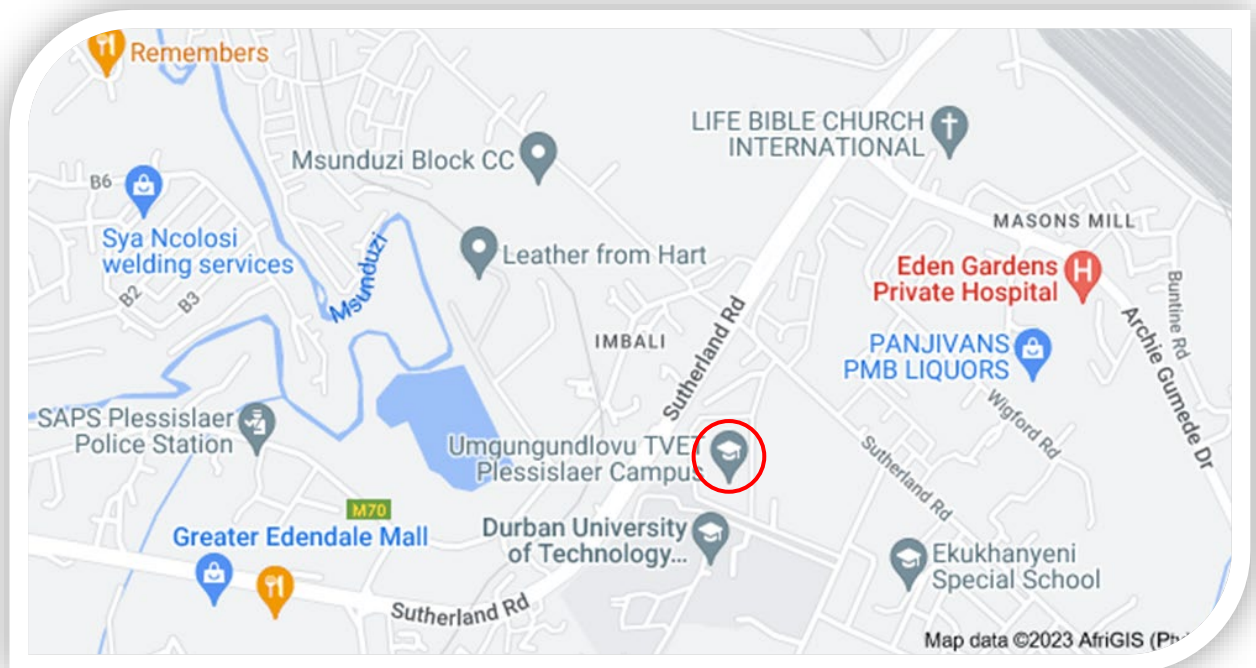 Remembers
LIFE BIBLE CHURCH
INTERNATIONAL
Msunduzi Block CC
B6
MASONS MILL
Sya Ncolosi
welding services
Leather from Hart
Eden Gardens
Private Hospital
H
Buntine Rd
B2
B3
Msunduzi
IMBALI
Sutherland Rd
PANJIVANS
PMB LIQUORS
Archie Gumede Dr
SAPS Plessislaer
Police Station
Umgungundlovu TVET
Plessislaer Campus
Wigford Rd
Sutherland Rd
M70
Greater Edendale Mall
Durban University
of Technology...
Ekukhanyeni
Special School
Sutherland Rd
Map data ©2023 AfriGIS